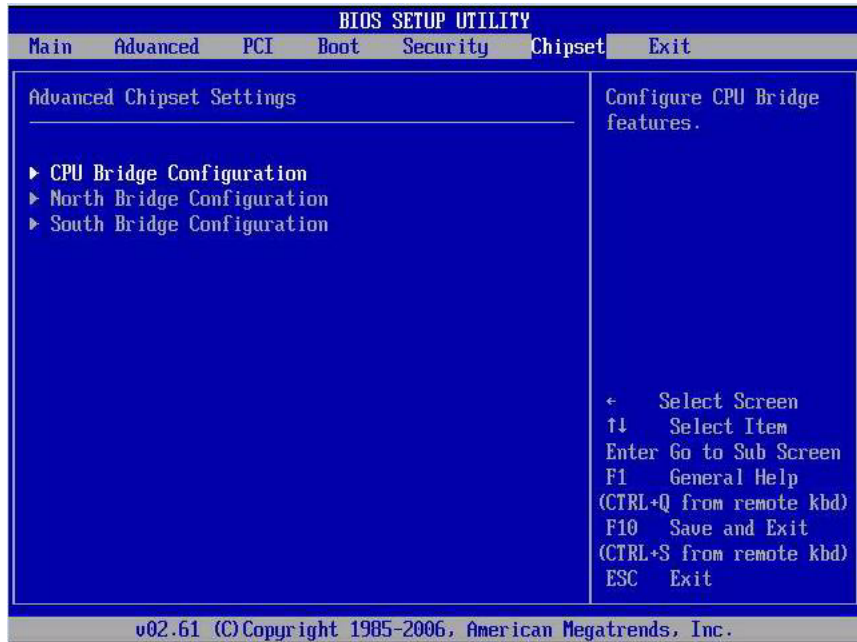 BIOS SETUP UTILITY
Main Advanced PCI Boot Security Chipset Exit
Advanced Chipset Settings
CPU Bridge Configuration
North Bridge Configuration
South Bridge Configuration
Configure CPU Bridge
features.
← Select Screen
↑↓ Select Item
Enter Go to Sub Screen
F1 General Help
(CTRL+Q from remote kbd)
F10 Save and Exit
(CTRL+S from remote kbd)
ESC Exit
v02.61 (C)Copyright 1985-2006, American Megatrends, Inc.